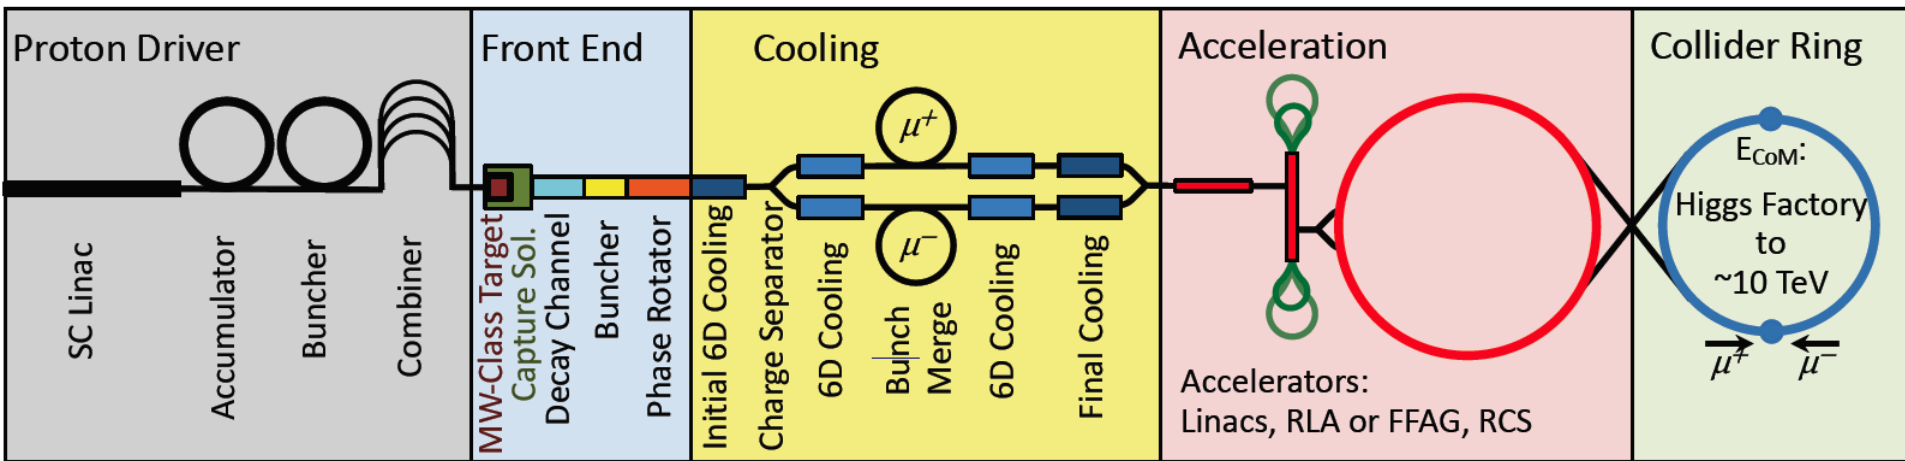 Proton Driver
SC Linac
Accumulator
Buncher
Combiner
Front End
MW-Class Target
Capture Sol.
Decay Channel
Buncher
Phase Rotator
Cooling
μ⁺
μ⁻
Initial 6D Cooling
Charge Separator
6D Cooling
Bunch
Merge
6D Cooling
Final Cooling
Acceleration
Accelerators:
Linacs, RLA or FFAG, RCS
Collider Ring
E_CoM:
Higgs Factory
to
~10 TeV
μ⁺ μ⁻